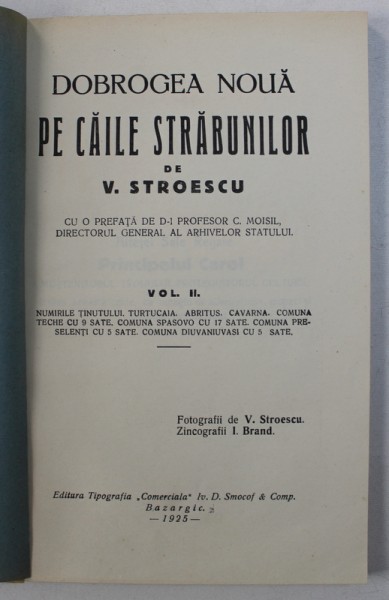 DOBROGEA NOUĂ
PE CĂILE STRĂBUNILOR
DE
V. STROESCU
CU O PREFAȚĂ DE D-l PROFESOR C. MOISIL,
DIRECTORUL GENERAL AL ARHIVELOR STATULUI.
VOL. II.
NUMIRILE ȚINUTULUI. TURTUCAIA. ABRITUS. CAVARNA. COMUNA
TECHE CU 9 SATE. COMUNA SPASOVO CU 17 SATE. COMUNA PRE-
SELENȚI CU 5 SATE. COMUNA DIUVANIUVASI CU 5 SATE.
Fotografii de V. Stroescu.
Zincografii I. Brand.
Editura Tipografia „Comerciala" Iv. D. Smocof & Comp.
Bazargic.
— 1925 —